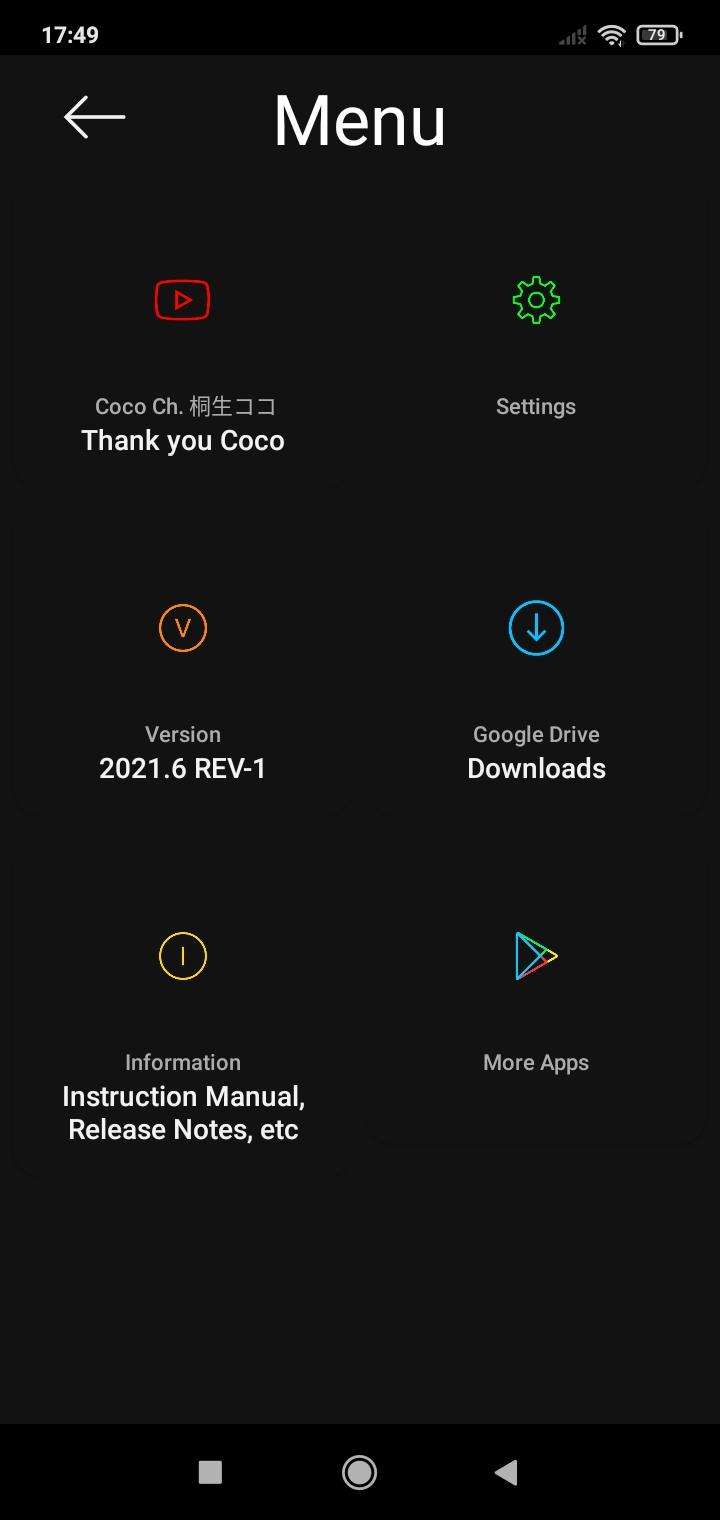 17:49
79
Menu
Coco Ch. 桐生ココ
Thank you Coco
Settings
V
Version
2021.6 REV-1
Google Drive
Downloads
I
Information
Instruction Manual,
Release Notes, etc
More Apps